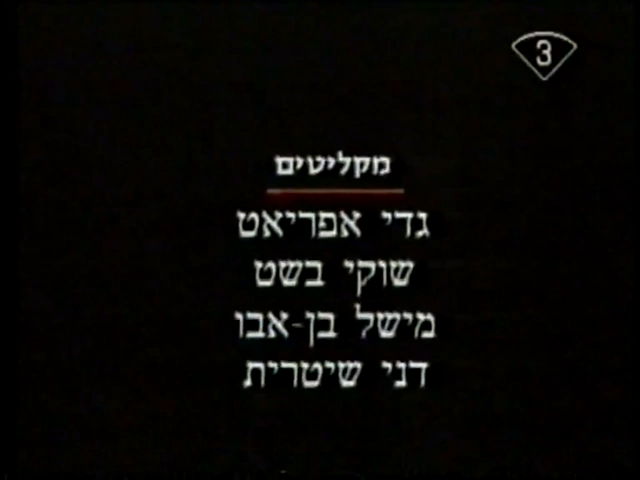 3
מקליטים
גדי אפריאט
שוקי בשט
מישל בן-אבו
דני שיטרית